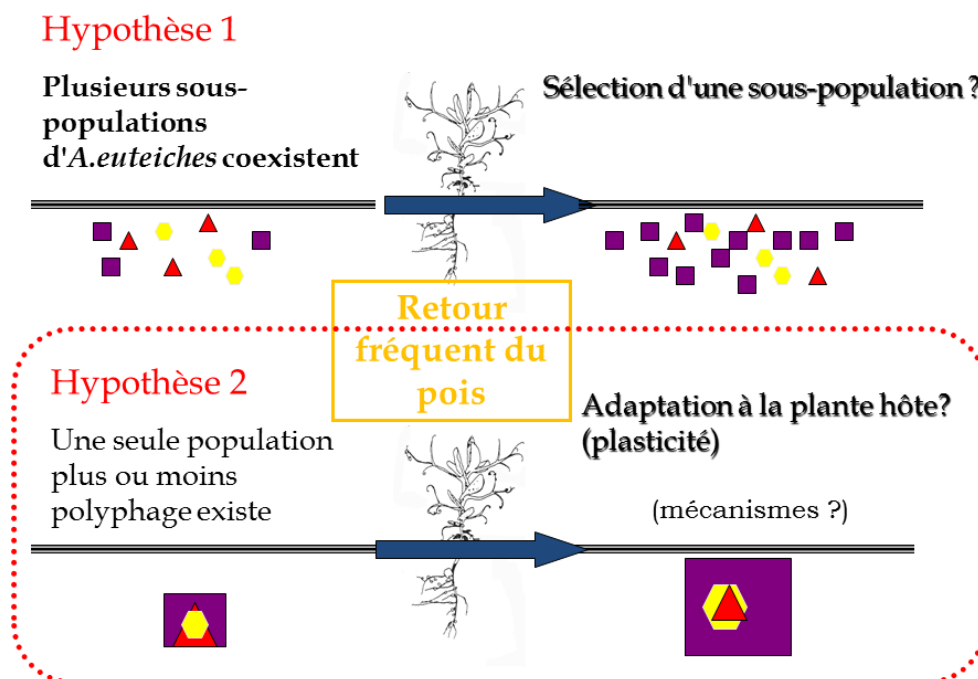 Hypothèse 1
Plusieurs sous-
populations
d'A.euteiches coexistent
Sélection d'une sous-population ?
Retour
fréquent du
pois
Hypothèse 2
Une seule population
plus ou moins
polyphage existe
Adaptation à la plante hôte?
(plasticité)
(mécanismes ?)